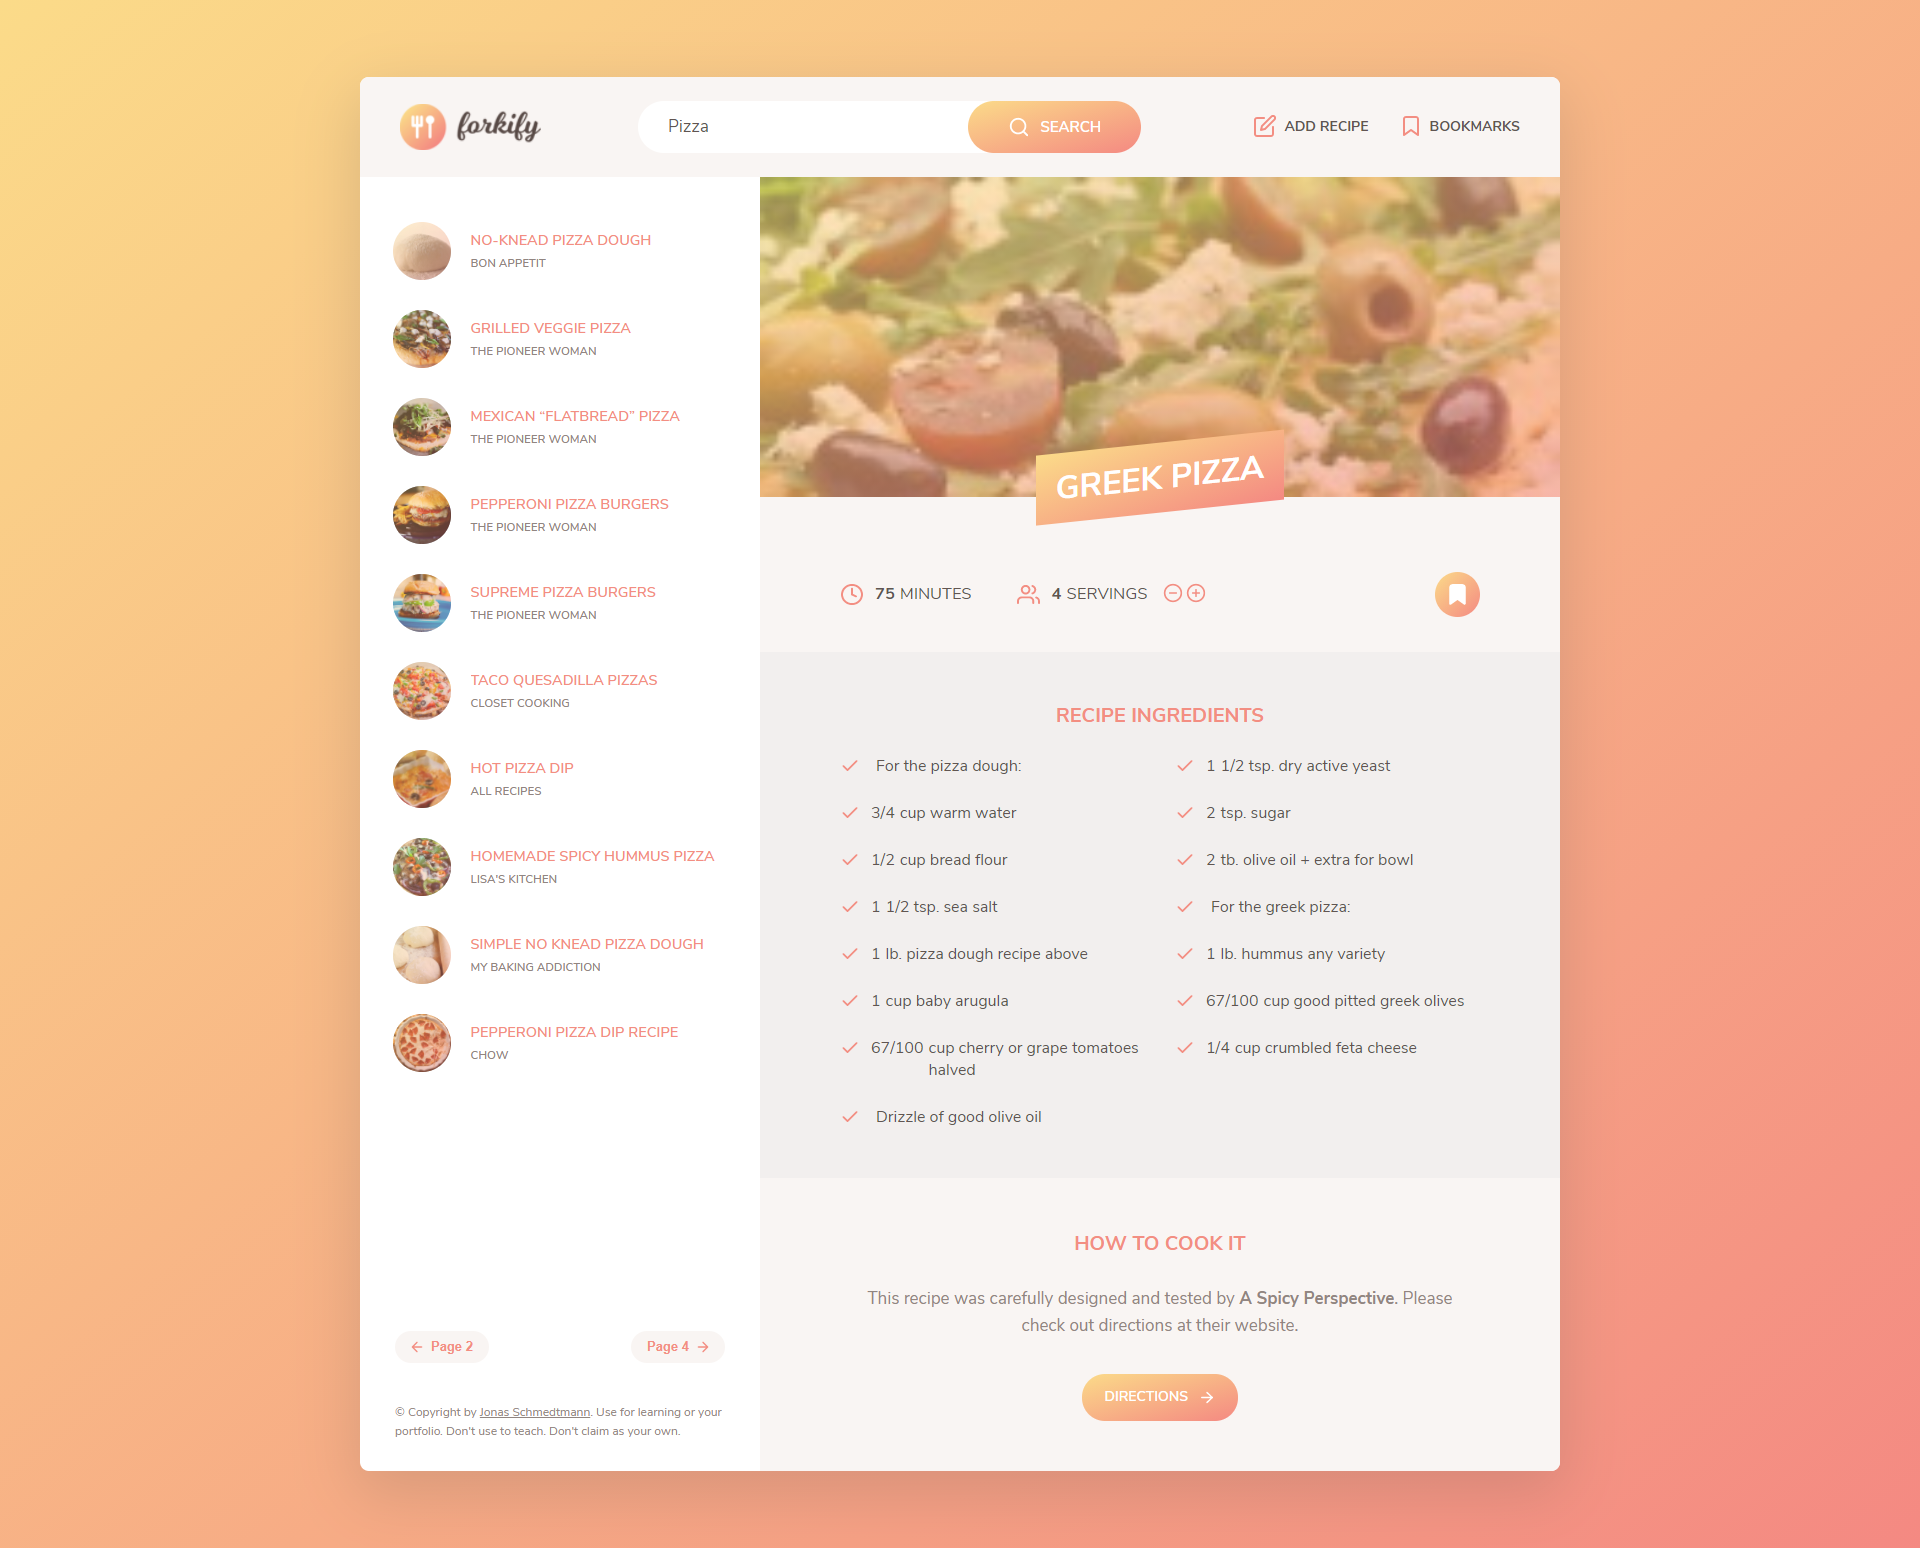 forkify
Pizza
SEARCH
ADD RECIPE
BOOKMARKS
NO-KNEAD PIZZA DOUGH
BON APPETIT
GRILLED VEGGIE PIZZA
THE PIONEER WOMAN
MEXICAN “FLATBREAD” PIZZA
THE PIONEER WOMAN
PEPPERONI PIZZA BURGERS
THE PIONEER WOMAN
SUPREME PIZZA BURGERS
THE PIONEER WOMAN
TACO QUESADILLA PIZZAS
CLOSET COOKING
HOT PIZZA DIP
ALL RECIPES
HOMEMADE SPICY HUMMUS PIZZA
LISA'S KITCHEN
SIMPLE NO KNEAD PIZZA DOUGH
MY BAKING ADDICTION
PEPPERONI PIZZA DIP RECIPE
CHOW
Page 2
Page 4
© Copyright by Jonas Schmedtmann. Use for learning or your
portfolio. Don't use to teach. Don't claim as your own.
GREEK PIZZA
75 MINUTES
4 SERVINGS
RECIPE INGREDIENTS
For the pizza dough:
1 1/2 tsp. dry active yeast
3/4 cup warm water
2 tsp. sugar
1/2 cup bread flour
2 tb. olive oil + extra for bowl
1 1/2 tsp. sea salt
For the greek pizza:
1 lb. pizza dough recipe above
1 lb. hummus any variety
1 cup baby arugula
67/100 cup good pitted greek olives
67/100 cup cherry or grape tomatoes
halved
1/4 cup crumbled feta cheese
Drizzle of good olive oil
HOW TO COOK IT
This recipe was carefully designed and tested by A Spicy Perspective. Please
check out directions at their website.
DIRECTIONS